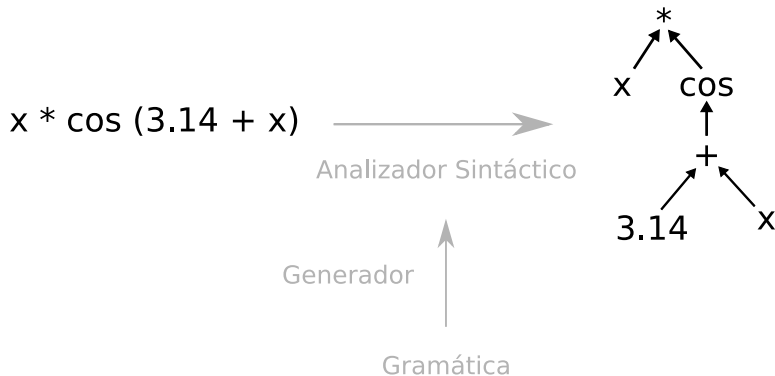 *
x cos
x * cos (3.14 + x)
+
Analizador Sintáctico
3.14 x
Generador
Gramática